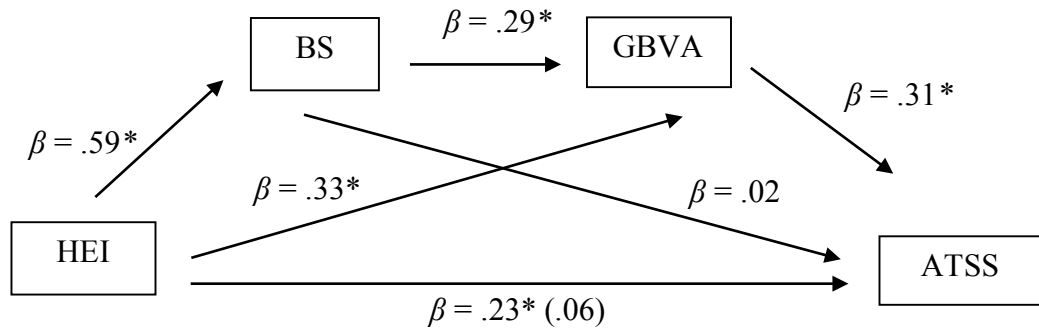 BS
β = .29*
GBVA
β = .59*
β = .31*
β = .33*
β = .02
HEI
ATSS
β = .23* (.06)